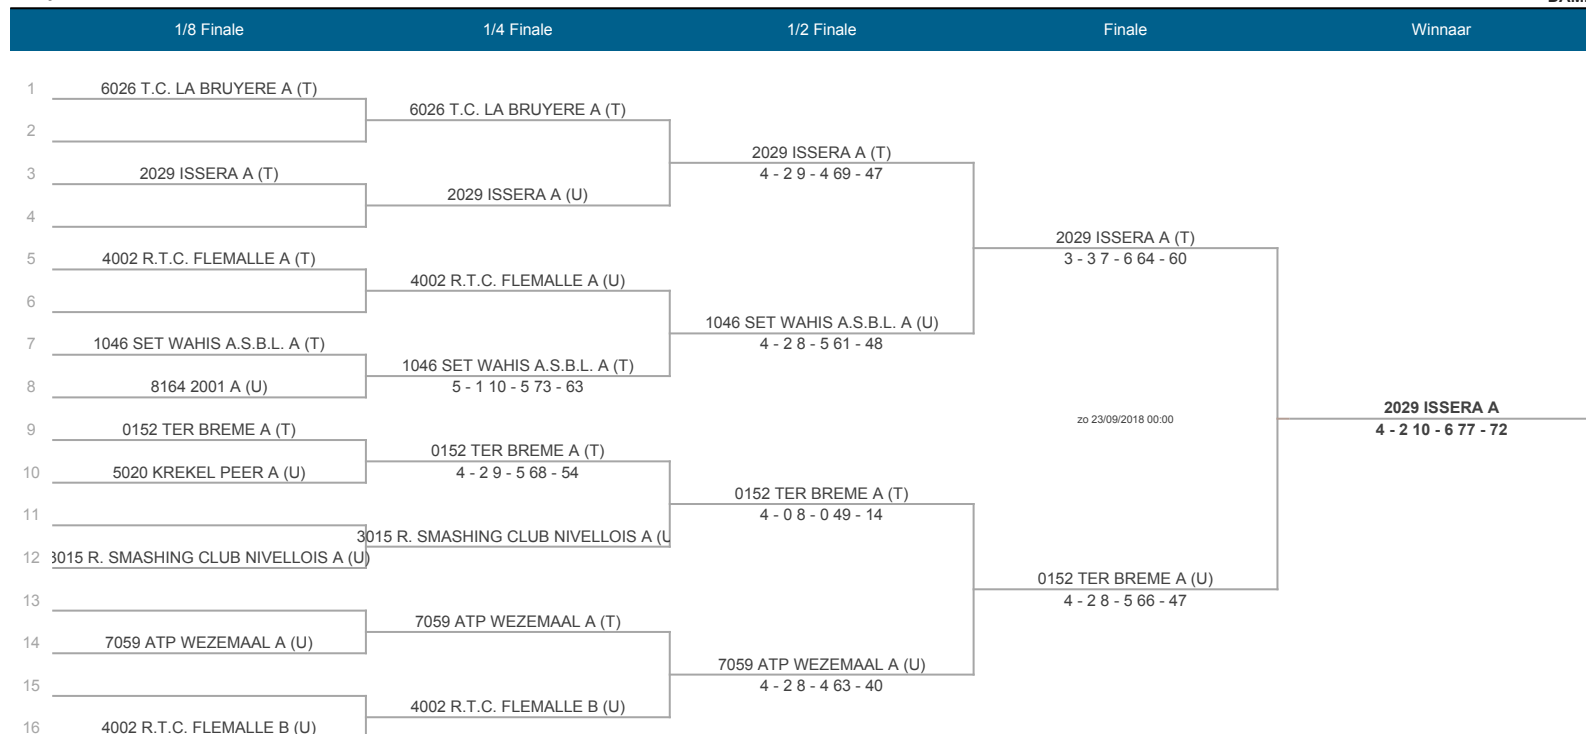 1/8 Finale 1/4 Finale 1/2 Finale Finale Winnaar
1 6026 T.C. LA BRUYERE A (T)
6026 T.C. LA BRUYERE A (T)
2
2029 ISSERA A (T)
3 2029 ISSERA A (T) 4 - 2 9 - 4 69 - 47
2029 ISSERA A (U)
4
2029 ISSERA A (T)
5 4002 R.T.C. FLEMALLE A (T) 3 - 3 7 - 6 64 - 60
4002 R.T.C. FLEMALLE A (U)
6
1046 SET WAHIS A.S.B.L. A (U)
7 1046 SET WAHIS A.S.B.L. A (T) 4 - 2 8 - 5 61 - 48
1046 SET WAHIS A.S.B.L. A (T)
8 8164 2001 A (U) 5 - 1 10 - 5 73 - 63
2029 ISSERA A
zo 23/09/2018 00:00
9 0152 TER BREME A (T) 4 - 2 10 - 6 77 - 72
0152 TER BREME A (T)
10 5020 KREKEL PEER A (U) 4 - 2 9 - 5 68 - 54
0152 TER BREME A (T)
11 4 - 0 8 - 0 49 - 14
3015 R. SMASHING CLUB NIVELLOIS A (U
12 3015 R. SMASHING CLUB NIVELLOIS A (U)
0152 TER BREME A (U)
13 4 - 2 8 - 5 66 - 47
7059 ATP WEZEMAAL A (T)
14 7059 ATP WEZEMAAL A (U)
7059 ATP WEZEMAAL A (U)
15 4 - 2 8 - 4 63 - 40
4002 R.T.C. FLEMALLE B (U)
16 4002 R.T.C. FLEMALLE B (U)